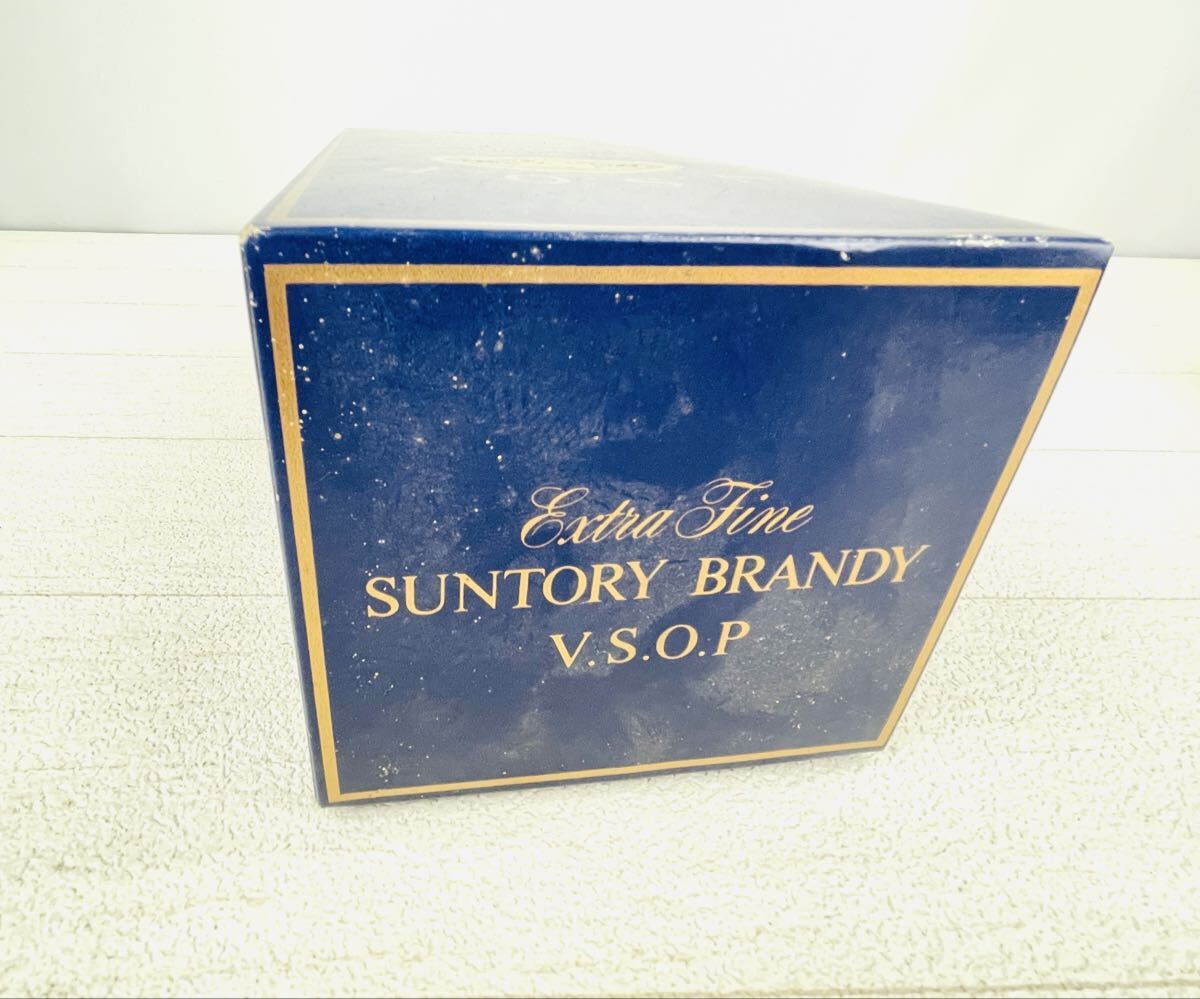 Extra Fine
SUNTORY BRANDY
V.S.O.P